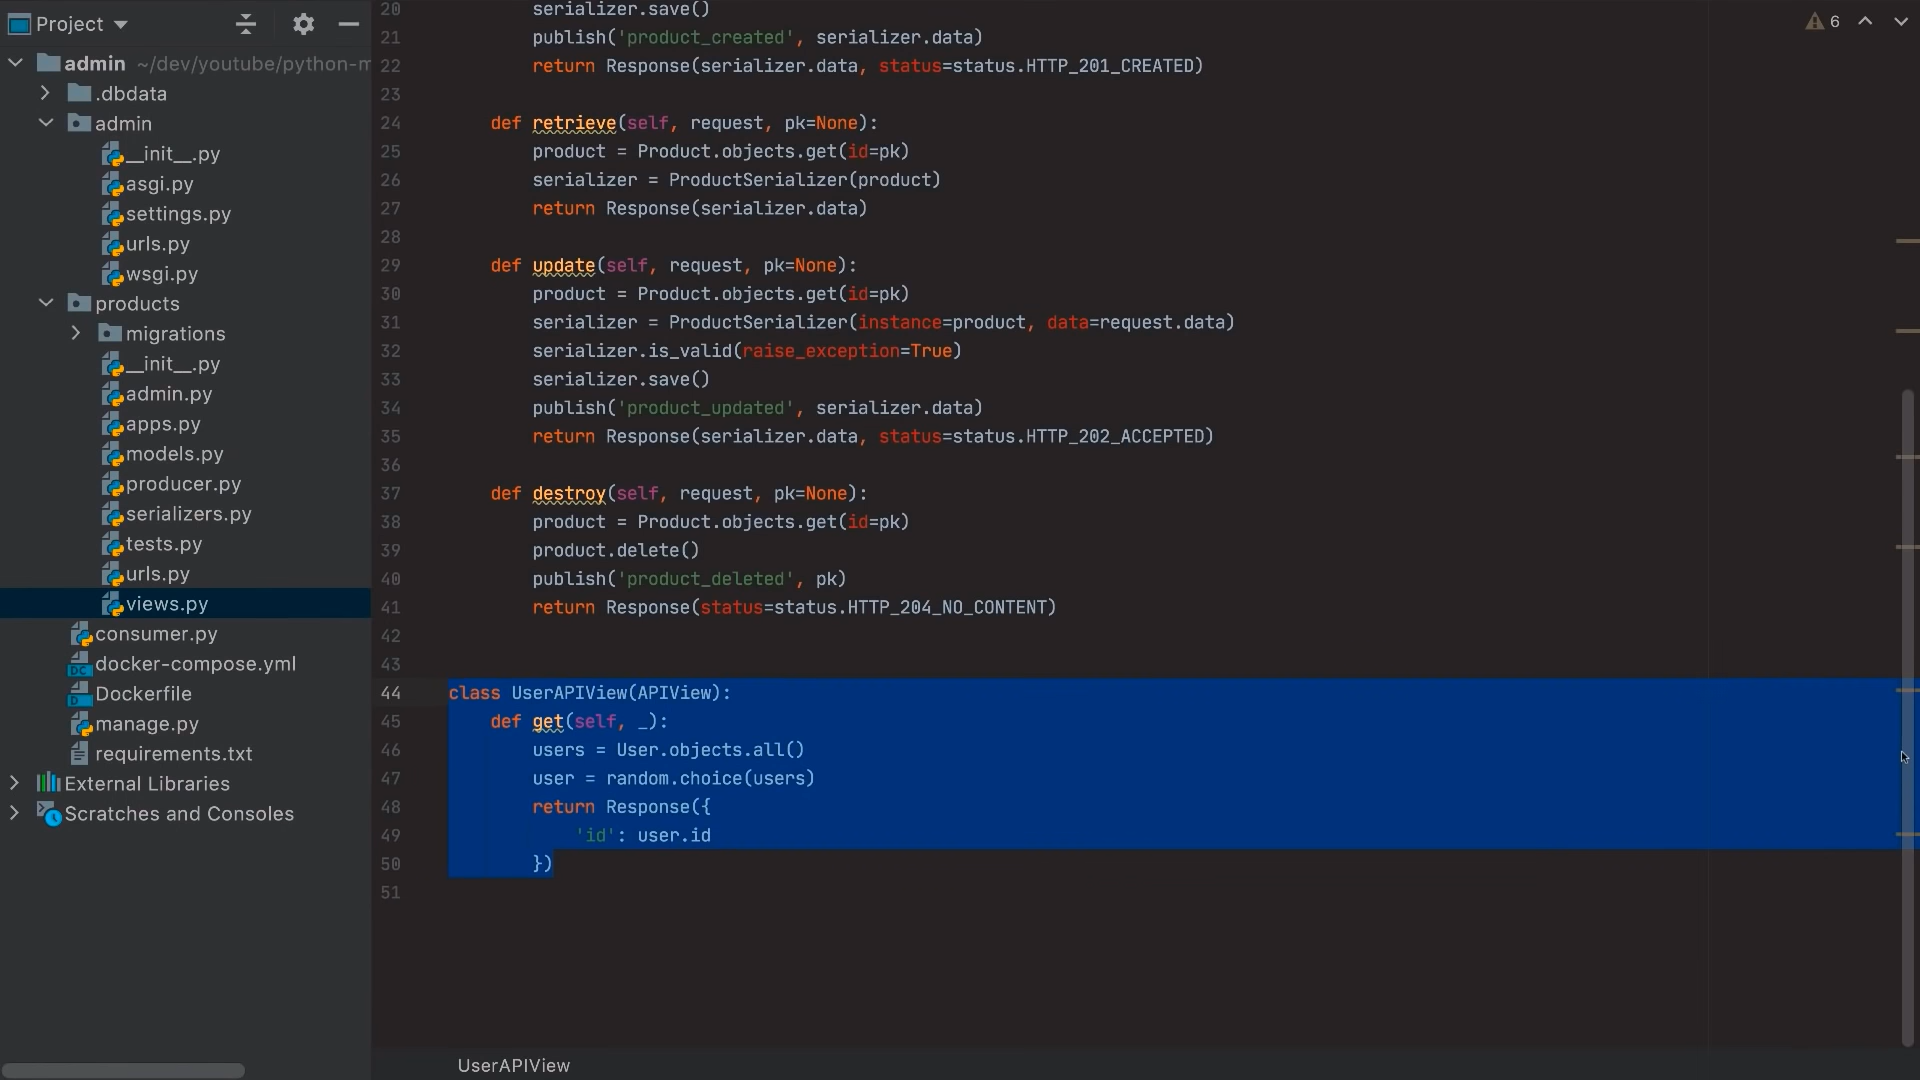 Project
admin ~/dev/youtube/python-m
.dbdata
admin
__init__.py
asgi.py
settings.py
urls.py
wsgi.py
products
migrations
__init__.py
admin.py
apps.py
models.py
producer.py
serializers.py
tests.py
urls.py
views.py
consumer.py
docker-compose.yml
Dockerfile
manage.py
requirements.txt
External Libraries
Scratches and Consoles
6
20 serializer.save()
21 publish('product_created', serializer.data)
22 return Response(serializer.data, status=status.HTTP_201_CREATED)
23
24 def retrieve(self, request, pk=None):
25 product = Product.objects.get(id=pk)
26 serializer = ProductSerializer(product)
27 return Response(serializer.data)
28
29 def update(self, request, pk=None):
30 product = Product.objects.get(id=pk)
31 serializer = ProductSerializer(instance=product, data=request.data)
32 serializer.is_valid(raise_exception=True)
33 serializer.save()
34 publish('product_updated', serializer.data)
35 return Response(serializer.data, status=status.HTTP_202_ACCEPTED)
36
37 def destroy(self, request, pk=None):
38 product = Product.objects.get(id=pk)
39 product.delete()
40 publish('product_deleted', pk)
41 return Response(status=status.HTTP_204_NO_CONTENT)
42
43
44 class UserAPIView(APIView):
45 def get(self, _):
46 users = User.objects.all()
47 user = random.choice(users)
48 return Response({
49 'id': user.id
50 })
51
UserAPIView